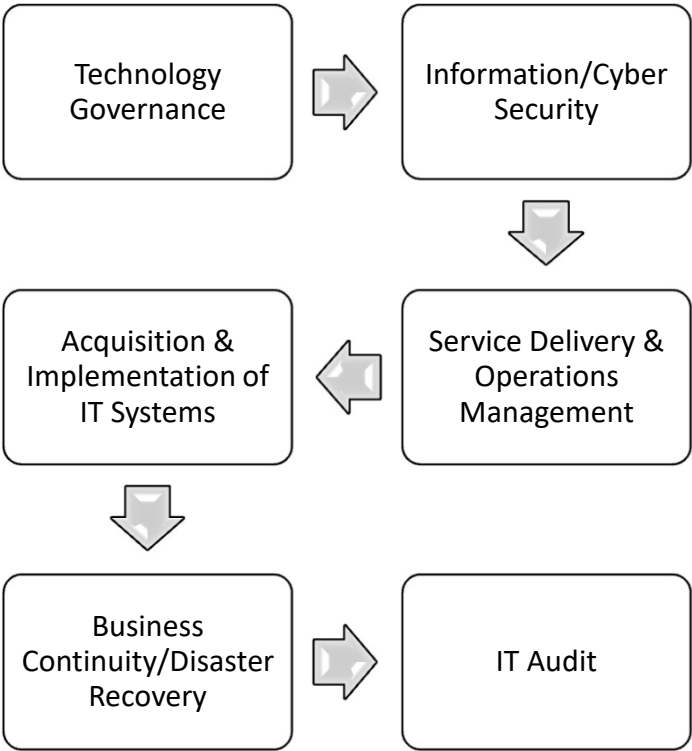 Technology
Governance
Information/Cyber
Security
Service Delivery &
Operations
Management
Acquisition &
Implementation of
IT Systems
Business
Continuity/Disaster
Recovery
IT Audit